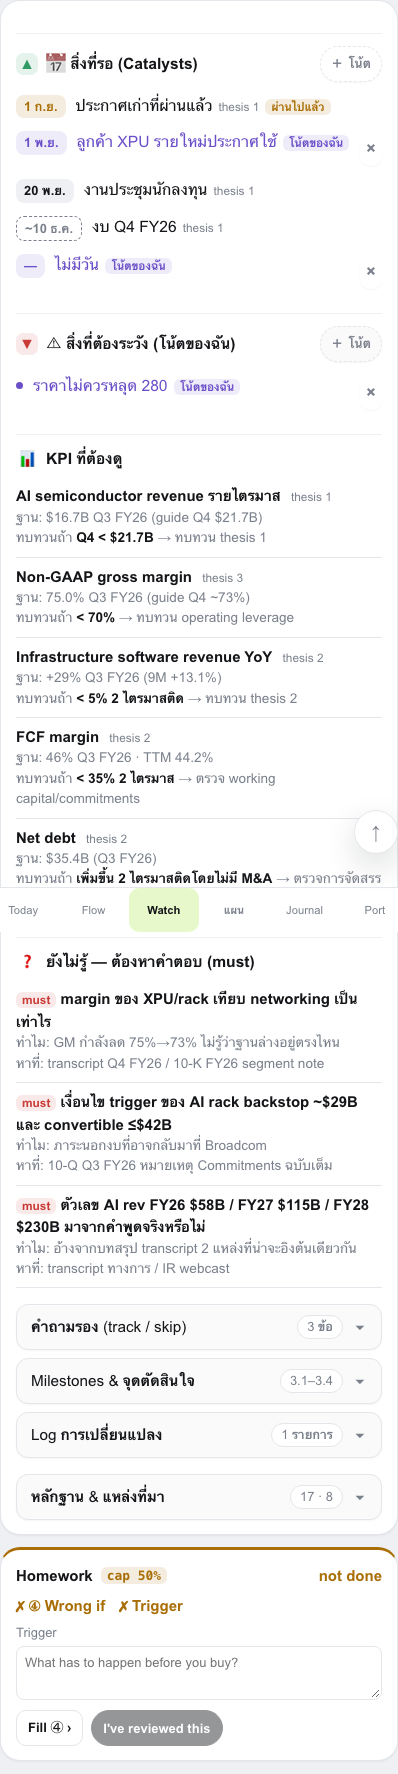 ▲ 📅 สิ่งที่รอ (Catalysts) + โน้ต
1 ก.ย. ประกาศเก่าที่ผ่านแล้ว thesis 1 ผ่านไปแล้ว
1 พ.ย. ลูกค้า XPU รายใหม่ประกาศใช้ โน้ตของฉัน ×
20 พ.ย. งานประชุมนักลงทุน thesis 1
~10 ธ.ค. งบ Q4 FY26 thesis 1
— ไม่มีวัน โน้ตของฉัน ×
▼ ⚠ สิ่งที่ต้องระวัง (โน้ตของฉัน) + โน้ต
• ราคาไม่ควรหลุด 280 โน้ตของฉัน ×
📊 KPI ที่ต้องดู
AI semiconductor revenue รายไตรมาส thesis 1
ฐาน: $16.7B Q3 FY26 (guide Q4 $21.7B)
ทบทวนถ้า Q4 < $21.7B → ทบทวน thesis 1
Non-GAAP gross margin thesis 3
ฐาน: 75.0% Q3 FY26 (guide Q4 ~73%)
ทบทวนถ้า < 70% → ทบทวน operating leverage
Infrastructure software revenue YoY thesis 2
ฐาน: +29% Q3 FY26 (9M +13.1%)
ทบทวนถ้า < 5% 2 ไตรมาสติด → ทบทวน thesis 2
FCF margin thesis 2
ฐาน: 46% Q3 FY26 · TTM 44.2%
ทบทวนถ้า < 35% 2 ไตรมาส → ตรวจ working
capital/commitments
Net debt thesis 2
ฐาน: $35.4B (Q3 FY26)
ทบทวนถ้า เพิ่มขึ้น 2 ไตรมาสติดโดยไม่มี M&A → ตรวจการจัดสรร
↑
Today Flow Watch แผน Journal Port
❓ ยังไม่รู้ — ต้องหาคำตอบ (must)
must margin ของ XPU/rack เทียบ networking เป็น
เท่าไร
ทำไม: GM กำลังลด 75%→73% ไม่รู้ว่าฐานล่างอยู่ตรงไหน
หาที่: transcript Q4 FY26 / 10-K FY26 segment note
must เงื่อนไข trigger ของ AI rack backstop ~$29B
และ convertible ≤$42B
ทำไม: ภาระนอกงบที่อาจกลับมาที่ Broadcom
หาที่: 10-Q Q3 FY26 หมายเหตุ Commitments ฉบับเต็ม
must ตัวเลข AI rev FY26 $58B / FY27 $115B / FY28
$230B มาจากคำพูดจริงหรือไม่
ทำไม: อ้างจากบทสรุป transcript 2 แหล่งที่น่าจะอิงต้นเดียวกัน
หาที่: transcript ทางการ / IR webcast
คำถามรอง (track / skip) 3 ข้อ
Milestones & จุดตัดสินใจ 3.1–3.4
Log การเปลี่ยนแปลง 1 รายการ
หลักฐาน & แหล่งที่มา 17 · 8
Homework cap 50% not done
✗ ④ Wrong if ✗ Trigger
Trigger
What has to happen before you buy?
Fill ④ › I've reviewed this